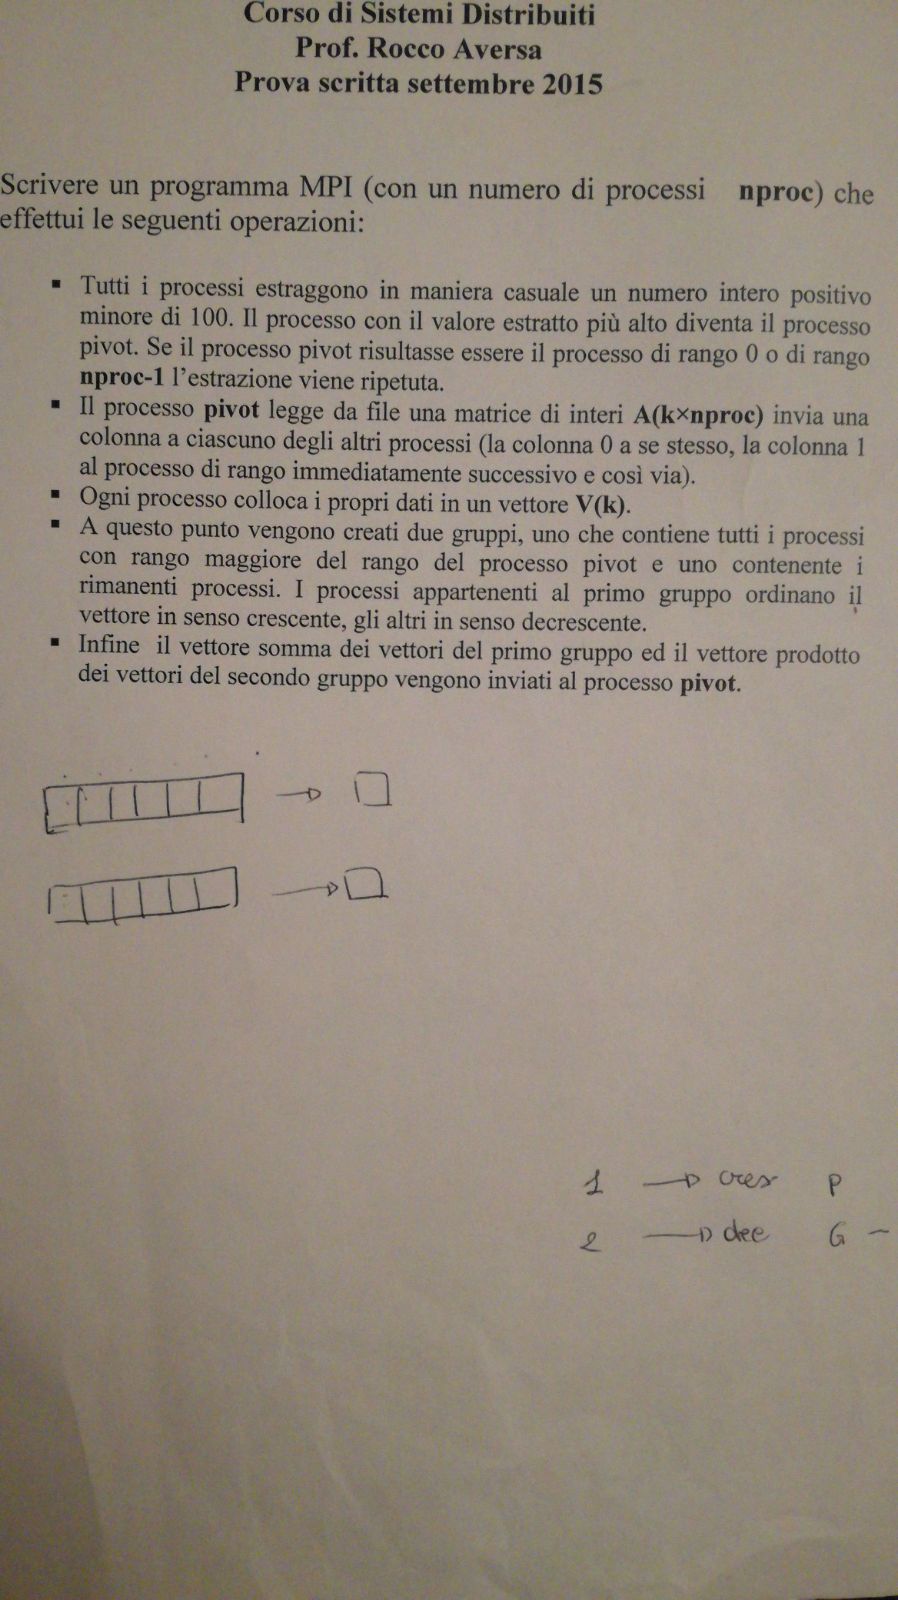 Corso di Sistemi Distribuiti
Prof. Rocco Aversa
Prova scritta settembre 2015
Scrivere un programma MPI (con un numero di processi nproc) che
effettui le seguenti operazioni:
▪ Tutti i processi estraggono in maniera casuale un numero intero positivo
minore di 100. Il processo con il valore estratto più alto diventa il processo
pivot. Se il processo pivot risultasse essere il processo di rango 0 o di rango
nproc-1 l'estrazione viene ripetuta.
▪ Il processo pivot legge da file una matrice di interi A(k×nproc) invia una
colonna a ciascuno degli altri processi (la colonna 0 a se stesso, la colonna 1
al processo di rango immediatamente successivo e così via).
▪ Ogni processo colloca i propri dati in un vettore V(k).
▪ A questo punto vengono creati due gruppi, uno che contiene tutti i processi
con rango maggiore del rango del processo pivot e uno contenente i
rimanenti processi. I processi appartenenti al primo gruppo ordinano il
vettore in senso crescente, gli altri in senso decrescente.
▪ Infine il vettore somma dei vettori del primo gruppo ed il vettore prodotto
dei vettori del secondo gruppo vengono inviati al processo pivot.
1 → cres P
2 → dec G -